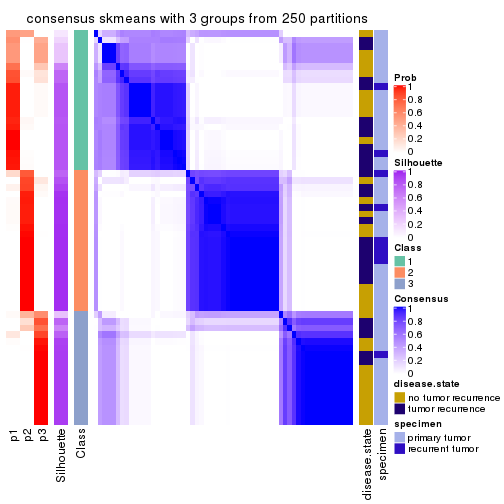 consensus skmeans with 3 groups from 250 partitions
p1
p2
p3
Silhouette
Class
disease.state
specimen
Prob
1
0.8
0.6
0.4
0.2
0
Silhouette
1
0.8
0.6
0.4
0.2
0
Class
1
2
3
Consensus
1
0.8
0.6
0.4
0.2
0
disease.state
no tumor recurrence
tumor recurrence
specimen
primary tumor
recurrent tumor